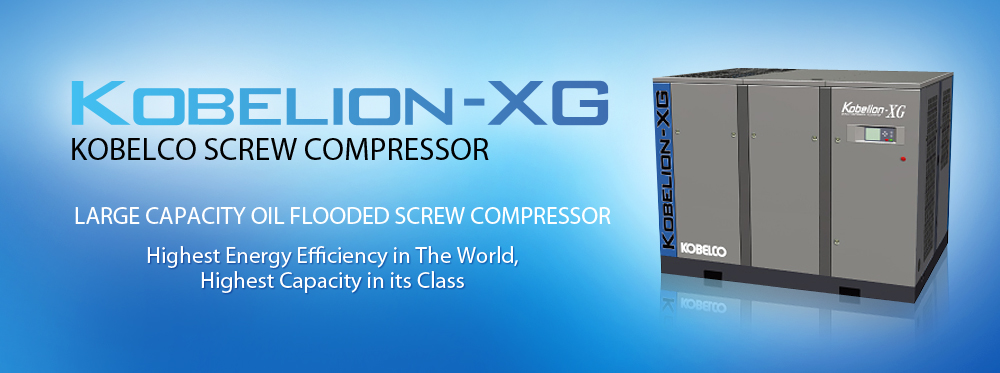 KOBELION-XG
KOBELCO SCREW COMPRESSOR
LARGE CAPACITY OIL FLOODED SCREW COMPRESSOR
Highest Energy Efficiency in The World,
Highest Capacity in its Class
KOBELION-XG
KOBELCO
Kobelion-XG